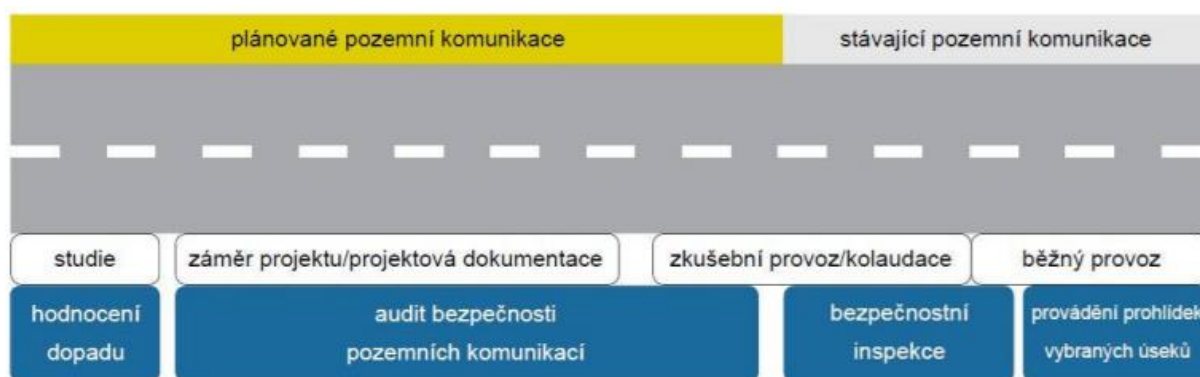 plánované pozemní komunikace
stávající pozemní komunikace
studie
záměr projektu/projektová dokumentace
zkušební provoz/kolaudace
běžný provoz
hodnocení
dopadu
audit bezpečnosti
pozemních komunikací
bezpečnostní
inspekce
provádění prohlídek
vybraných úseků